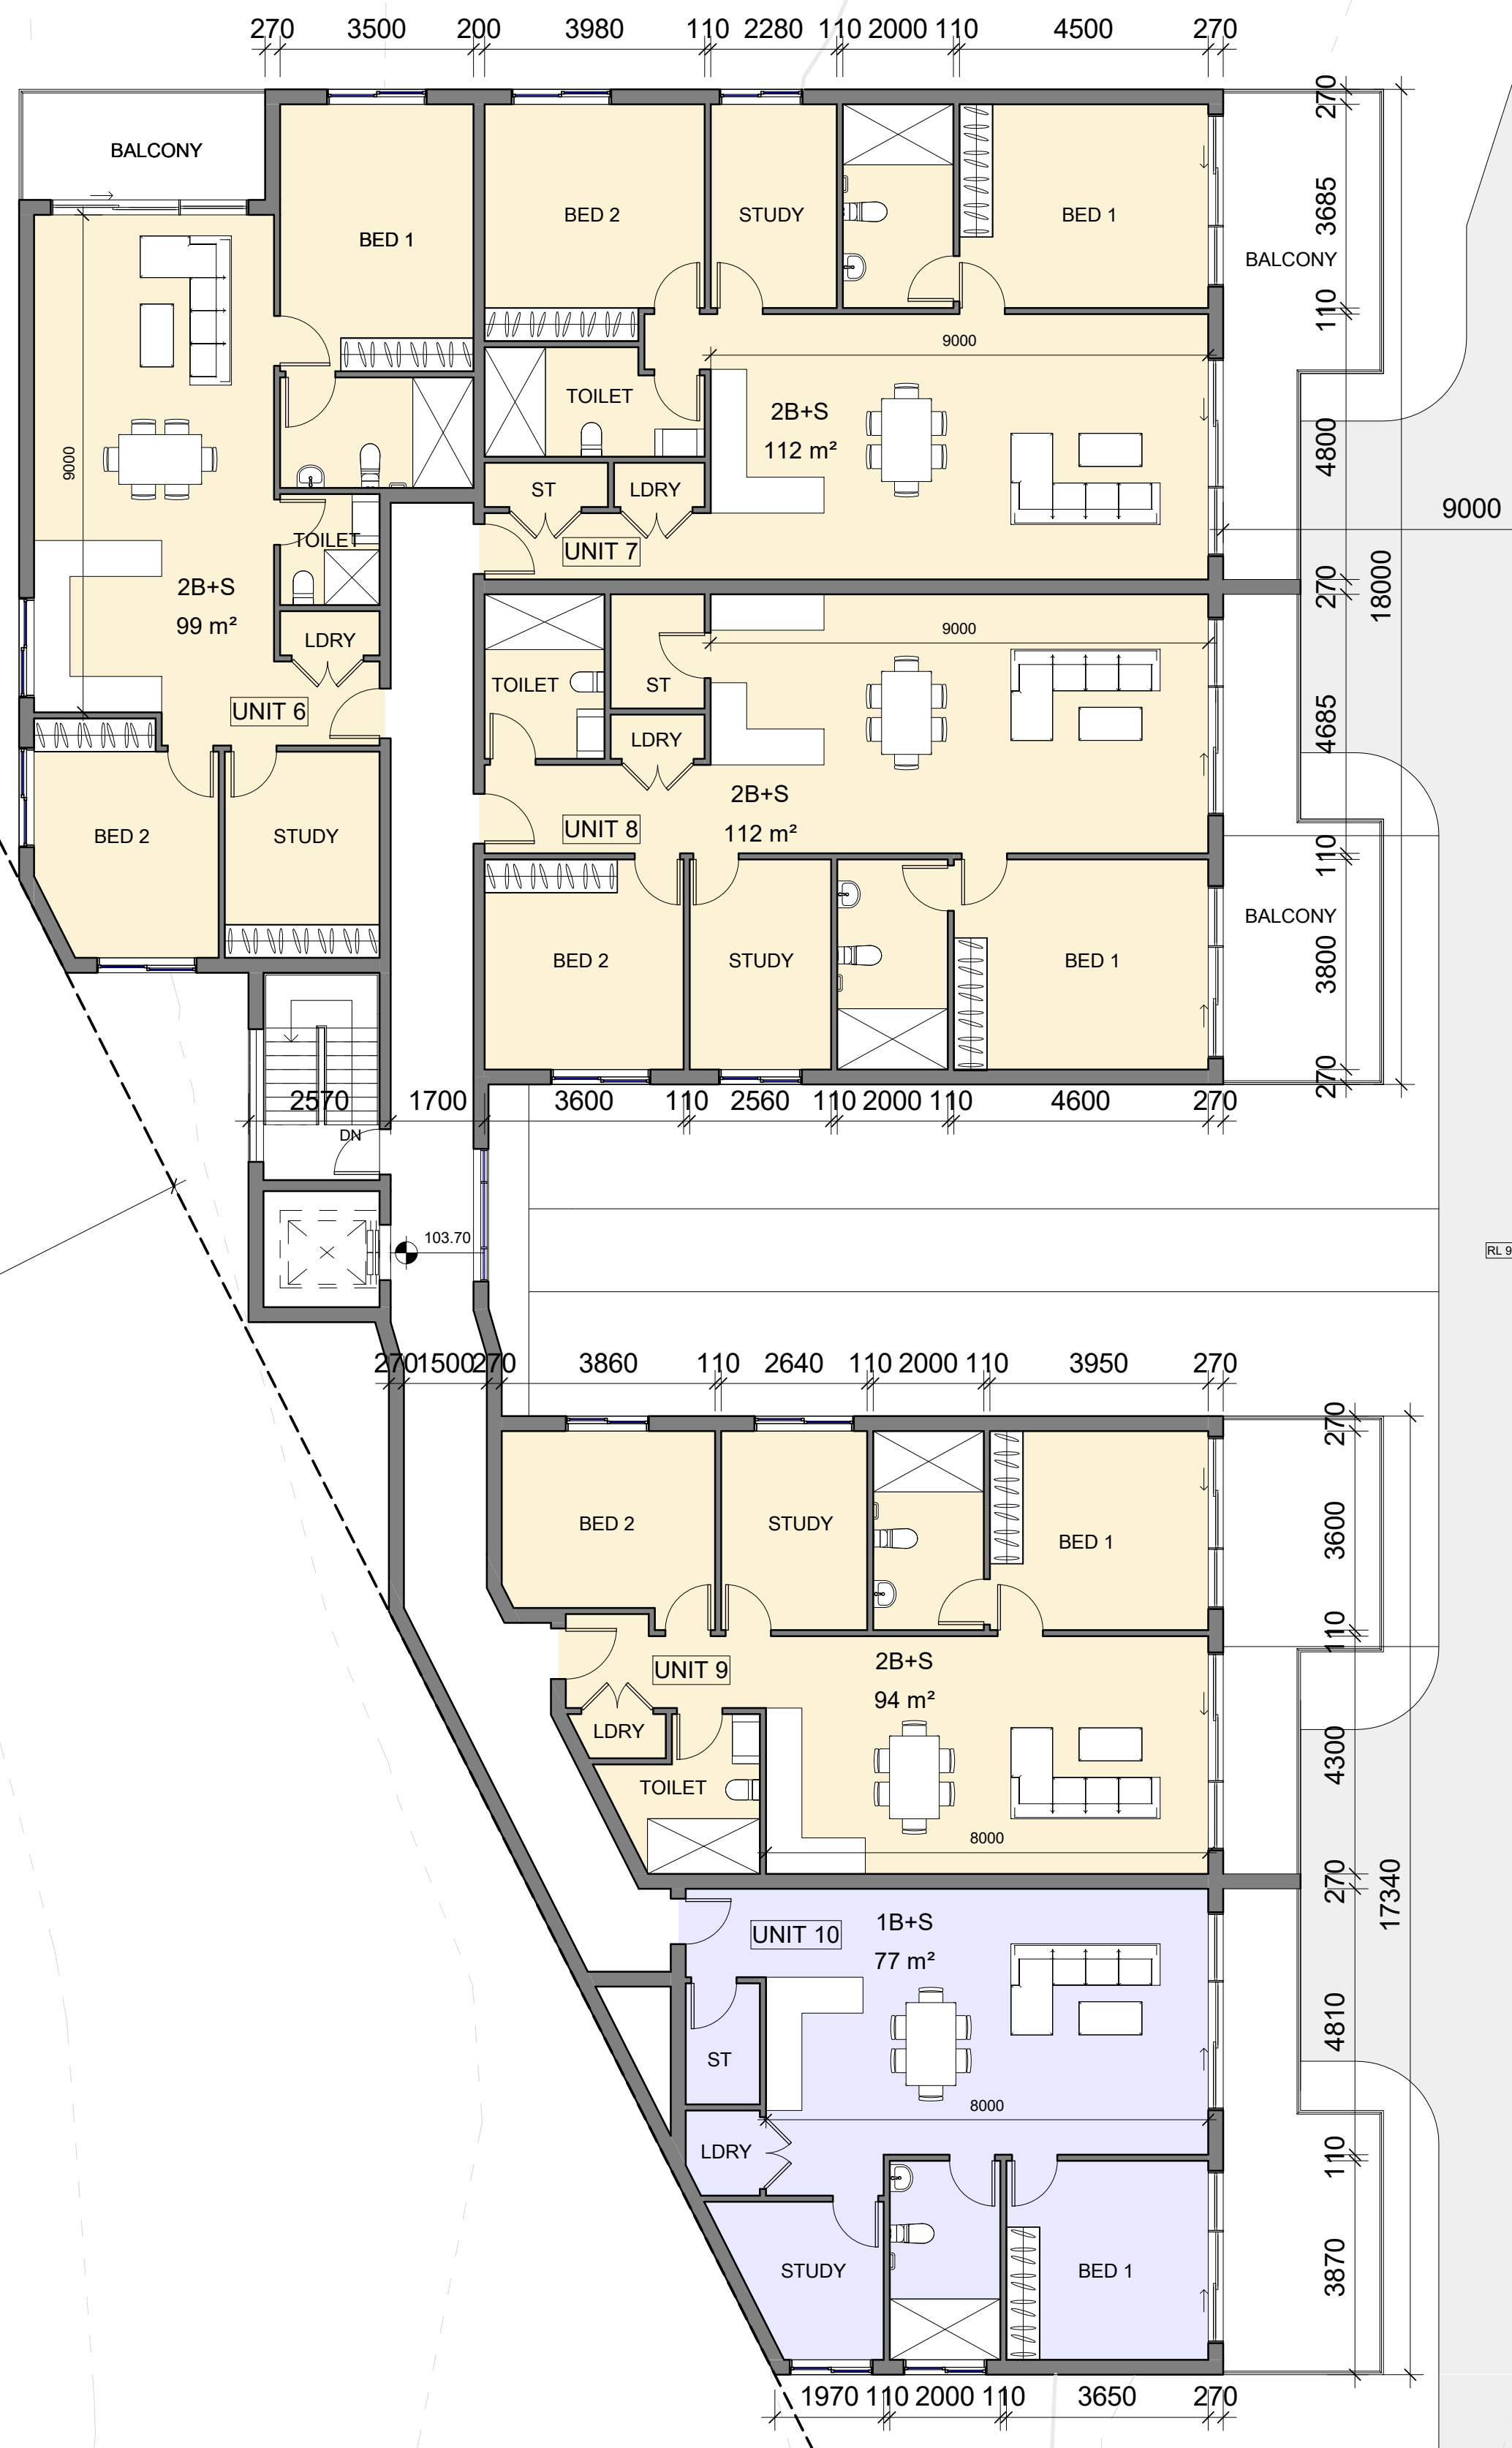 270 3500 200 3980 110 2280 110 2000 110 4500 270
BALCONY
BED 1
BED 2
STUDY
BED 1
BALCONY
270
3685
110
4800
270
18000
4685
110
3800
270
9000
9000
9000
TOILET
2B+S
112 m²
ST
LDRY
UNIT 7
TOILET
2B+S
99 m²
LDRY
UNIT 6
9000
TOILET
ST
LDRY
2B+S
112 m²
UNIT 8
BED 2
STUDY
BED 2
STUDY
BED 1
BALCONY
2570 1700 3600 110 2560 110 2000 110 4600 270
DN
103.70
RL 9
270 1500 270 3860 110 2640 110 2000 110 3950 270
270
3600
110
4300
270
17340
4810
110
3870
BED 2
STUDY
BED 1
UNIT 9
2B+S
94 m²
LDRY
TOILET
8000
UNIT 10
1B+S
77 m²
ST
8000
LDRY
STUDY
BED 1
1970 110 2000 110 3650 270